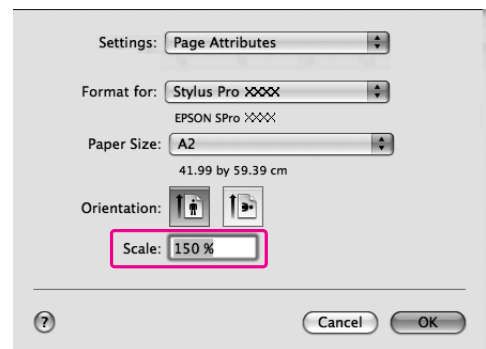 Settings: Page Attributes
Format for: Stylus Pro XXXX
EPSON SPro XXXX
Paper Size: A2
41.99 by 59.39 cm
Orientation:
Scale: 150 %
? Cancel OK